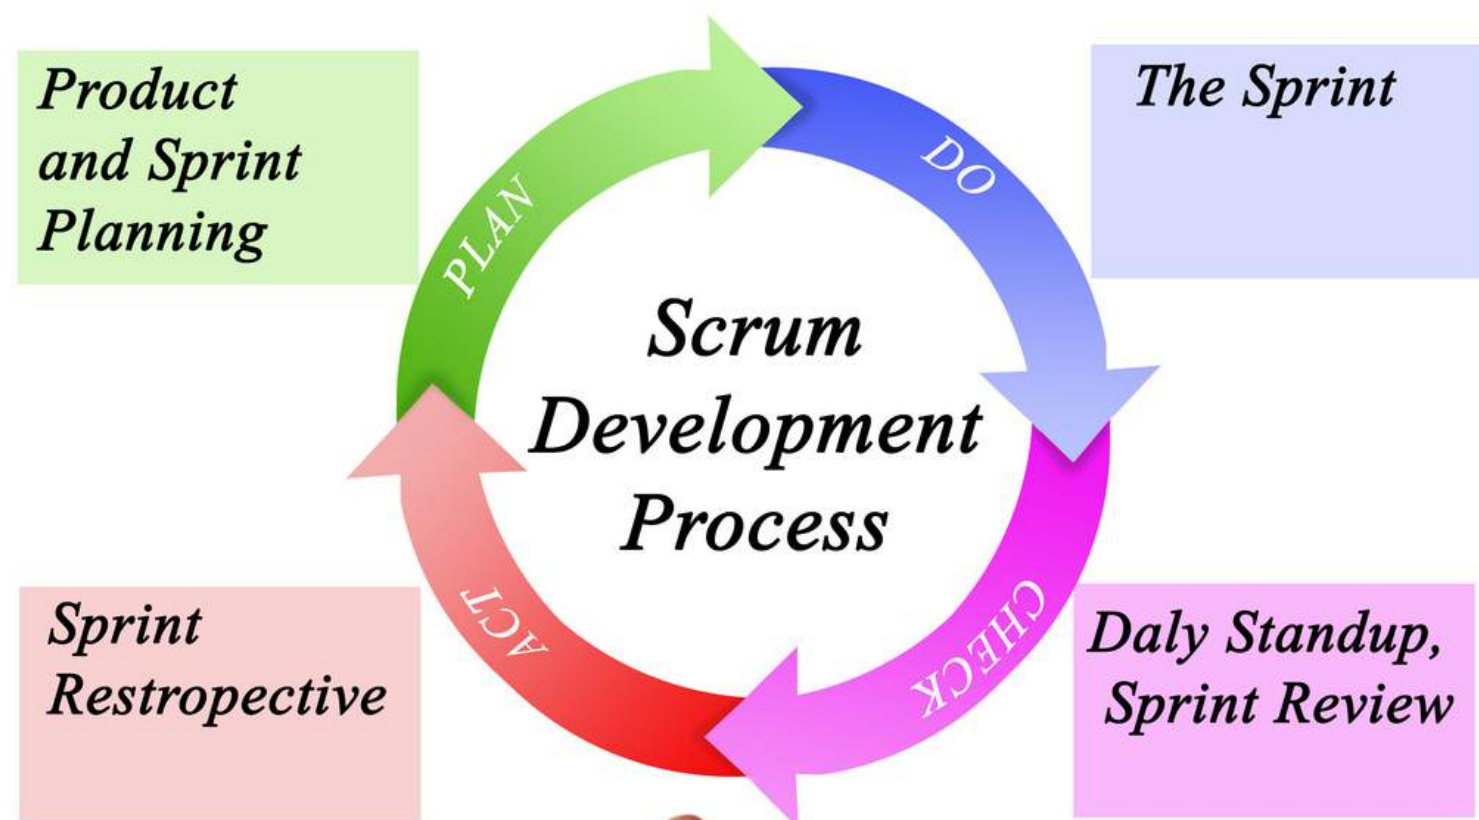 Product
and Sprint
Planning
The Sprint
PLAN
DO
Scrum
Development
Process
ACT
CHECK
Sprint
Restropective
Daly Standup,
Sprint Review